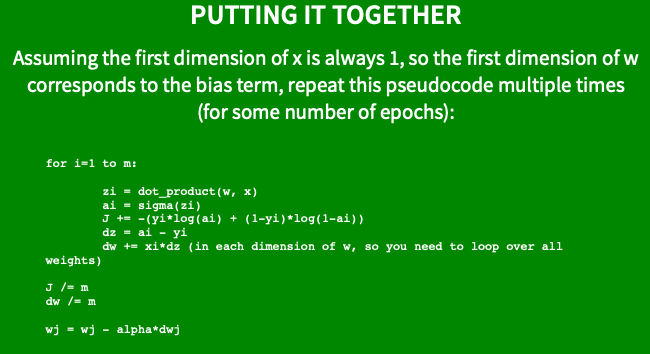 PUTTING IT TOGETHER
Assuming the first dimension of x is always 1, so the first dimension of w
corresponds to the bias term, repeat this pseudocode multiple times
(for some number of epochs):
for i=1 to m:
zi = dot_product(w, x)
ai = sigma(zi)
J += -(yi*log(ai) + (1-yi)*log(1-ai))
dz = ai - yi
dw += xi*dz (in each dimension of w, so you need to loop over all
weights)
J /= m
dw /= m
wj = wj - alpha*dwj